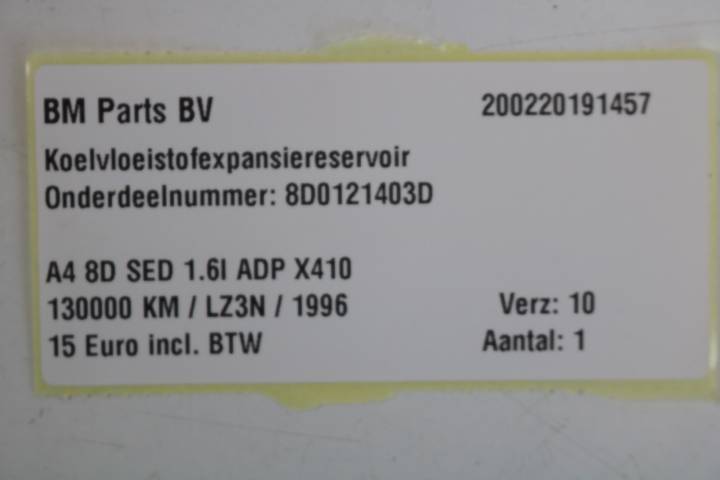 BM Parts BV 200220191457
Koelvloeistofexpansiereservoir
Onderdeelnummer: 8D0121403D
A4 8D SED 1.6I ADP X410
130000 KM / LZ3N / 1996 Verz: 10
15 Euro incl. BTW Aantal: 1